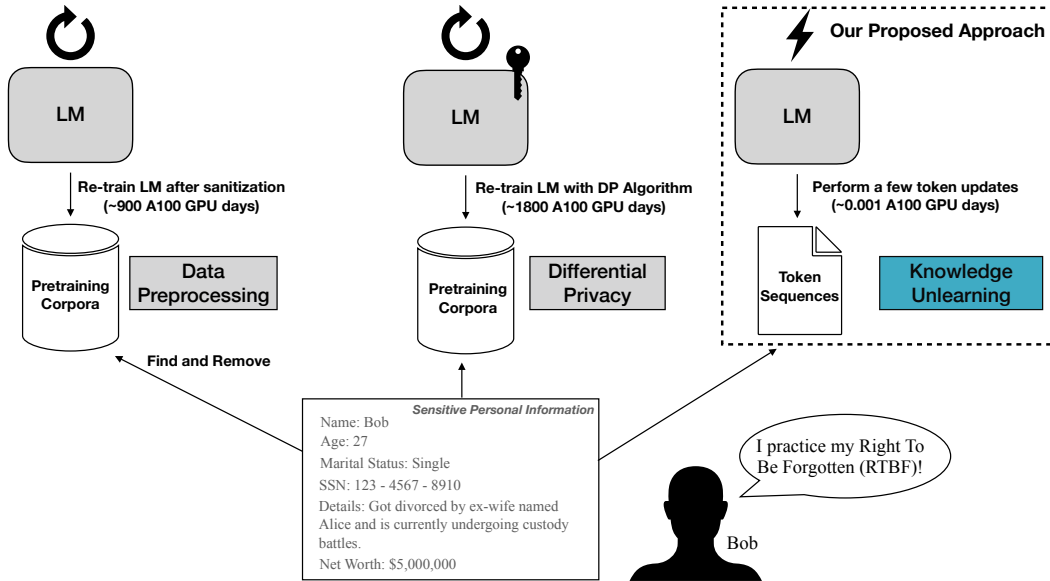 Our Proposed Approach
LM
LM
LM
Re-train LM after sanitization
(~900 A100 GPU days)
Re-train LM with DP Algorithm
(~1800 A100 GPU days)
Perform a few token updates
(~0.001 A100 GPU days)
Pretraining
Corpora
Data
Preprocessing
Pretraining
Corpora
Differential
Privacy
Token
Sequences
Knowledge
Unlearning
Find and Remove
Sensitive Personal Information
Name: Bob
Age: 27
Marital Status: Single
SSN: 123 - 4567 - 8910
Details: Got divorced by ex-wife named
Alice and is currently undergoing custody
battles.
Net Worth: $5,000,000
I practice my Right To
Be Forgotten (RTBF)!
Bob